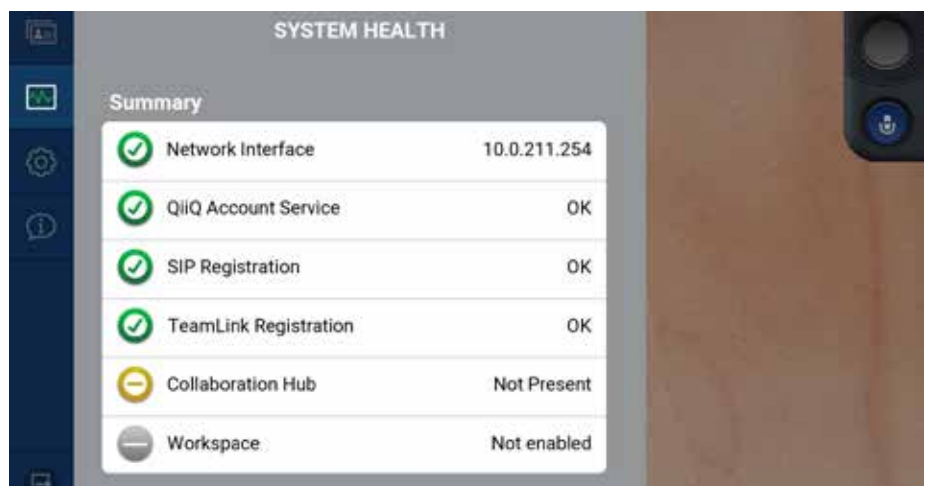 SYSTEM HEALTH
Summary
Network Interface 10.0.211.254
QiiQ Account Service OK
SIP Registration OK
TeamLink Registration OK
Collaboration Hub Not Present
Workspace Not enabled